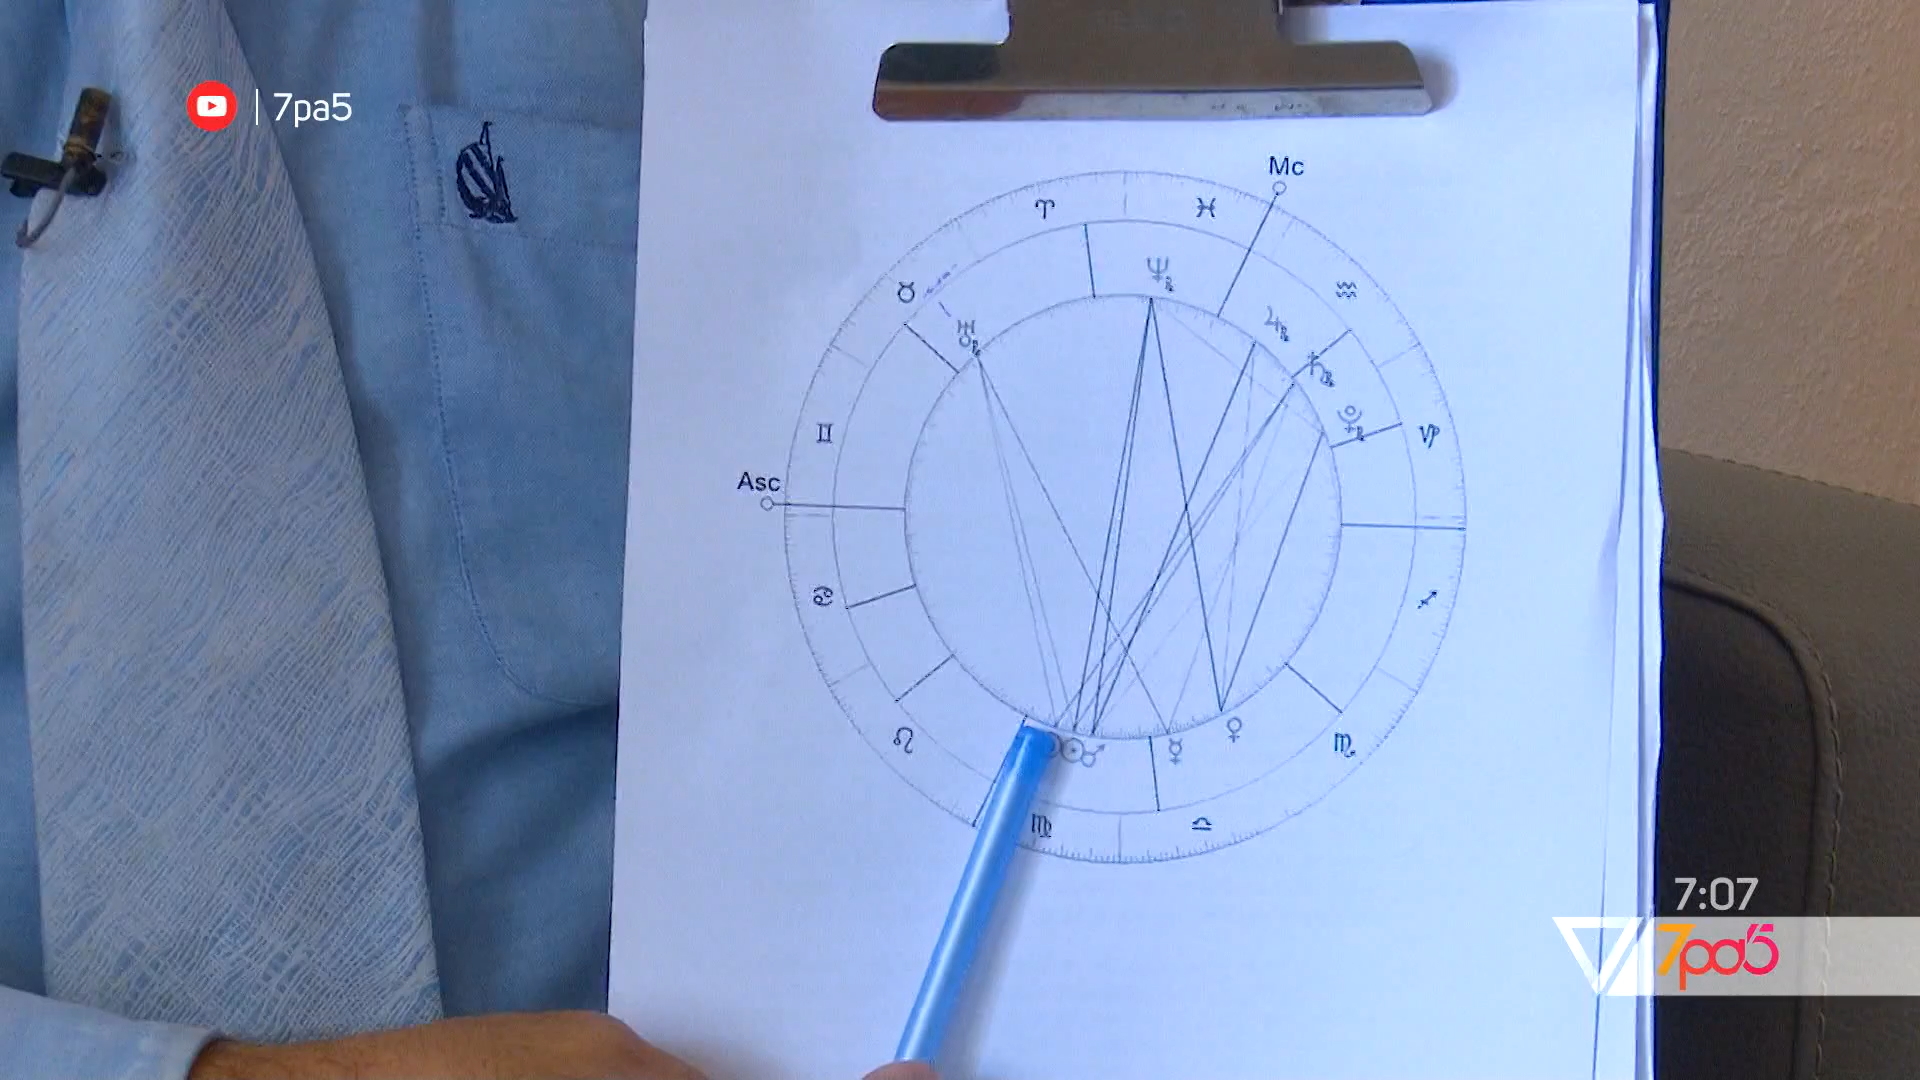 7pa5
Mc
♈ ♓
♆℞
♉ ♒
♅℞ ♃℞
♄℞
♇℞
♊ ♑
Asc
♋ ♐
♌ ☉♂ ☿ ♀ ♏
♍ ♎
7:07
7pa5